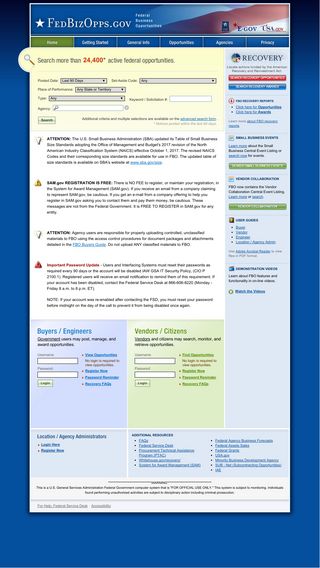 FedBizOpps.gov
Federal
Business
Opportunities
E-GOV USA.gov
Home Getting Started General Info Opportunities Agencies Privacy
Search more than 24,400* active federal opportunities.
Posted Date: Last 90 Days Set-Aside Code: Any
Place of Performance: Any State or Territory
Type: Any Keyword / Solicitation #:
Agency:
Search
Additional criteria and multiple selections are available on the advanced search form.
ATTENTION: The U.S. Small Business Administration (SBA) updated its Table of Small Business
Size Standards adopting the Office of Management and Budget's 2017 revision of the North
American Industry Classification System (NAICS) effective October 1, 2017. The revised NAICS
Codes and their corresponding size standards are available for use in FBO. The updated table of
size standards is available on SBA's website at www.sba.gov/size.
SAM.gov REGISTRATION IS FREE. There is NO FEE to register, or maintain your registration, in
the System for Award Management (SAM.gov). If you receive an email from a company claiming
to represent SAM.gov, be cautious. If you get an e-mail from a company offering to help you
register in SAM.gov asking you to contact them and pay them money, be cautious. These
messages are not from the Federal Government. It is FREE TO REGISTER in SAM.gov for any
entity.
ATTENTION: Agency users are responsible for properly uploading controlled, unclassified
materials to FBO using the access control procedures for document packages and attachments
detailed in the FBO Buyers Guide. Do not upload ANY classified materials to FBO.
Important Password Update - Users and Interfacing Systems must reset their passwords as
required every 90 days or the account will be disabled (AW GSA IT Security Policy, (CIO P
2100.1). Registered users will receive an email notification to remind them of this requirement. If
your account has been disabled, contact the Federal Service Desk at 866-606-8220 (Monday -
Friday 8 a.m. to 8 p.m. ET).
NOTE: If your account was re-enabled after contacting the FSD, you must reset your password
before midnight on the day of the call to prevent it from being disabled once again.
Buyers / Engineers
Government users may post, manage, and
award opportunities.
Username
Password
Login
View Opportunities
No login is required to
view opportunities.
Register Now
Password Reminder
Recovery FAQs
Vendors / Citizens
Vendors and citizens may search, monitor, and
retrieve opportunities.
Username
Password
Login
Find Opportunities
No login is required to
view opportunities.
Register Now
Password Reminder
Recovery FAQs
RECOVERY
Locate actions funded by the American
Recovery and Reinvestment Act:
SEARCH RECOVERY OPPORTUNITIES
SEARCH RECOVERY AWARDS
FBO RECOVERY REPORTS
Click here for Opportunities
Click here for Awards
Learn more about FBO recovery
reports
SMALL BUSINESS EVENTS
Learn more about the Small
Business Central Event Listing or
search now for events.
VENDOR COLLABORATION
FBO now contains the Vendor
Collaboration Central Event Listing.
Learn more or search
VENDOR COLLABORATION
USER GUIDES
Buyer
Vendor
Engineer
Location / Agency Admin
Use Adobe Acrobat Reader to view
files in PDF format.
DEMONSTRATION VIDEOS
Learn about FBO features and
functionality in on-line videos.
Watch the Videos
Location / Agency Administrators
Login Here
Register Now
ADDITIONAL RESOURCES
FAQs
Federal Service Desk
Procurement Technical Assistance
Program (PTAC)
Whitehouse.gov/recovery/
System for Award Management (SAM)
Federal Agency Business Forecasts
Federal Assets Sales
Federal Grants
USA.gov
Minority Business Development Agency
SUB - Net (Subcontracting Opportunities)
IAE
WARNING
This is a U.S. General Services Administration Federal Government computer system that is "FOR OFFICIAL USE ONLY." This system is subject to monitoring. Individuals
found performing unauthorized activities are subject to disciplinary action including criminal prosecution.
For Help: Federal Service Desk Accessibility